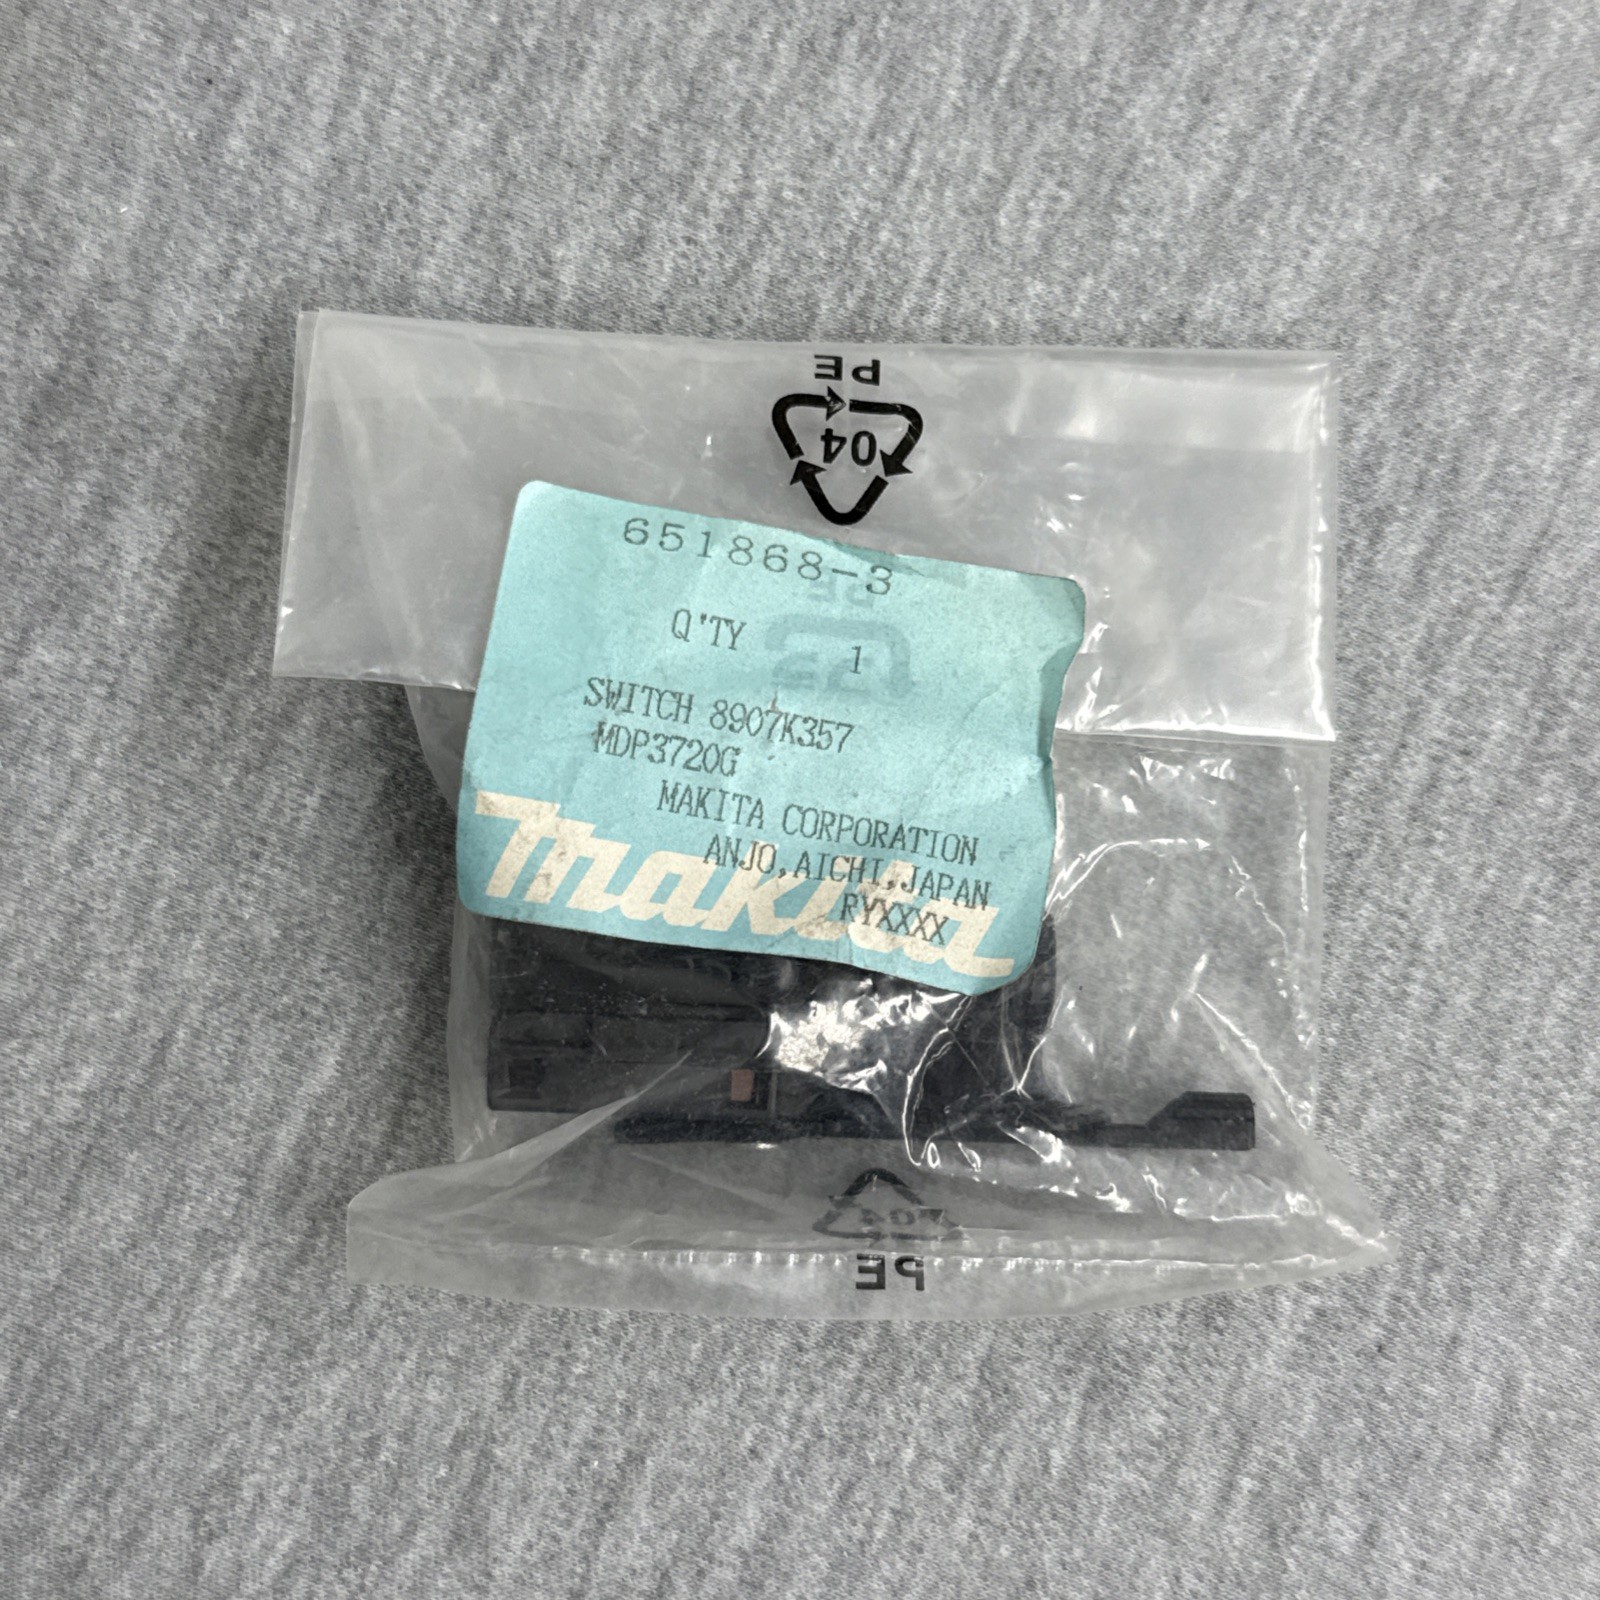 PE
04
651868-3
Q'TY 1
SWITCH 8907K357
MDP3720G
MAKITA CORPORATION
ANJO,AICHI,JAPAN
RYXXXX
makita
04
PE